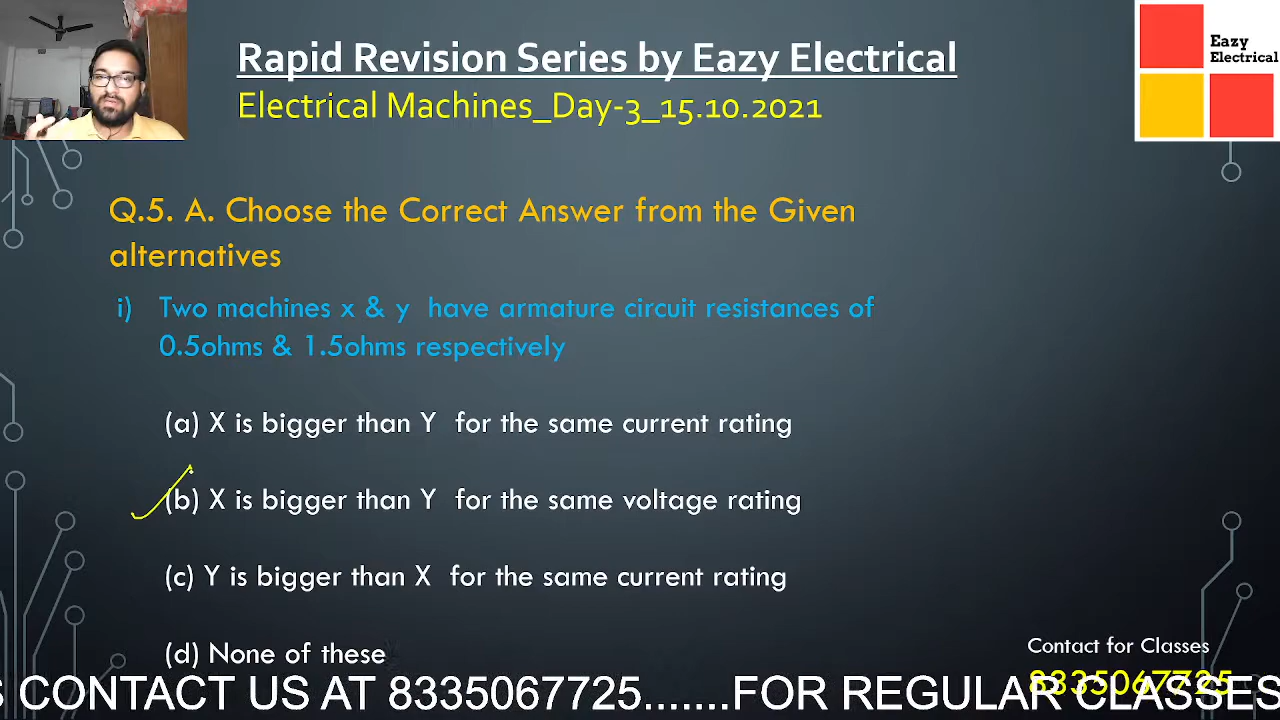 Rapid Revision Series by Eazy Electrical
Electrical Machines_Day-3_15.10.2021
Eazy
Electrical
Q.5. A. Choose the Correct Answer from the Given
alternatives
i) Two machines x & y have armature circuit resistances of
0.5ohms & 1.5ohms respectively
(a) X is bigger than Y for the same current rating
(b) X is bigger than Y for the same voltage rating
(c) Y is bigger than X for the same current rating
(d) None of these
Contact for Classes
8335067725
S CONTACT US AT 8335067725.......FOR REGULAR CLASSES